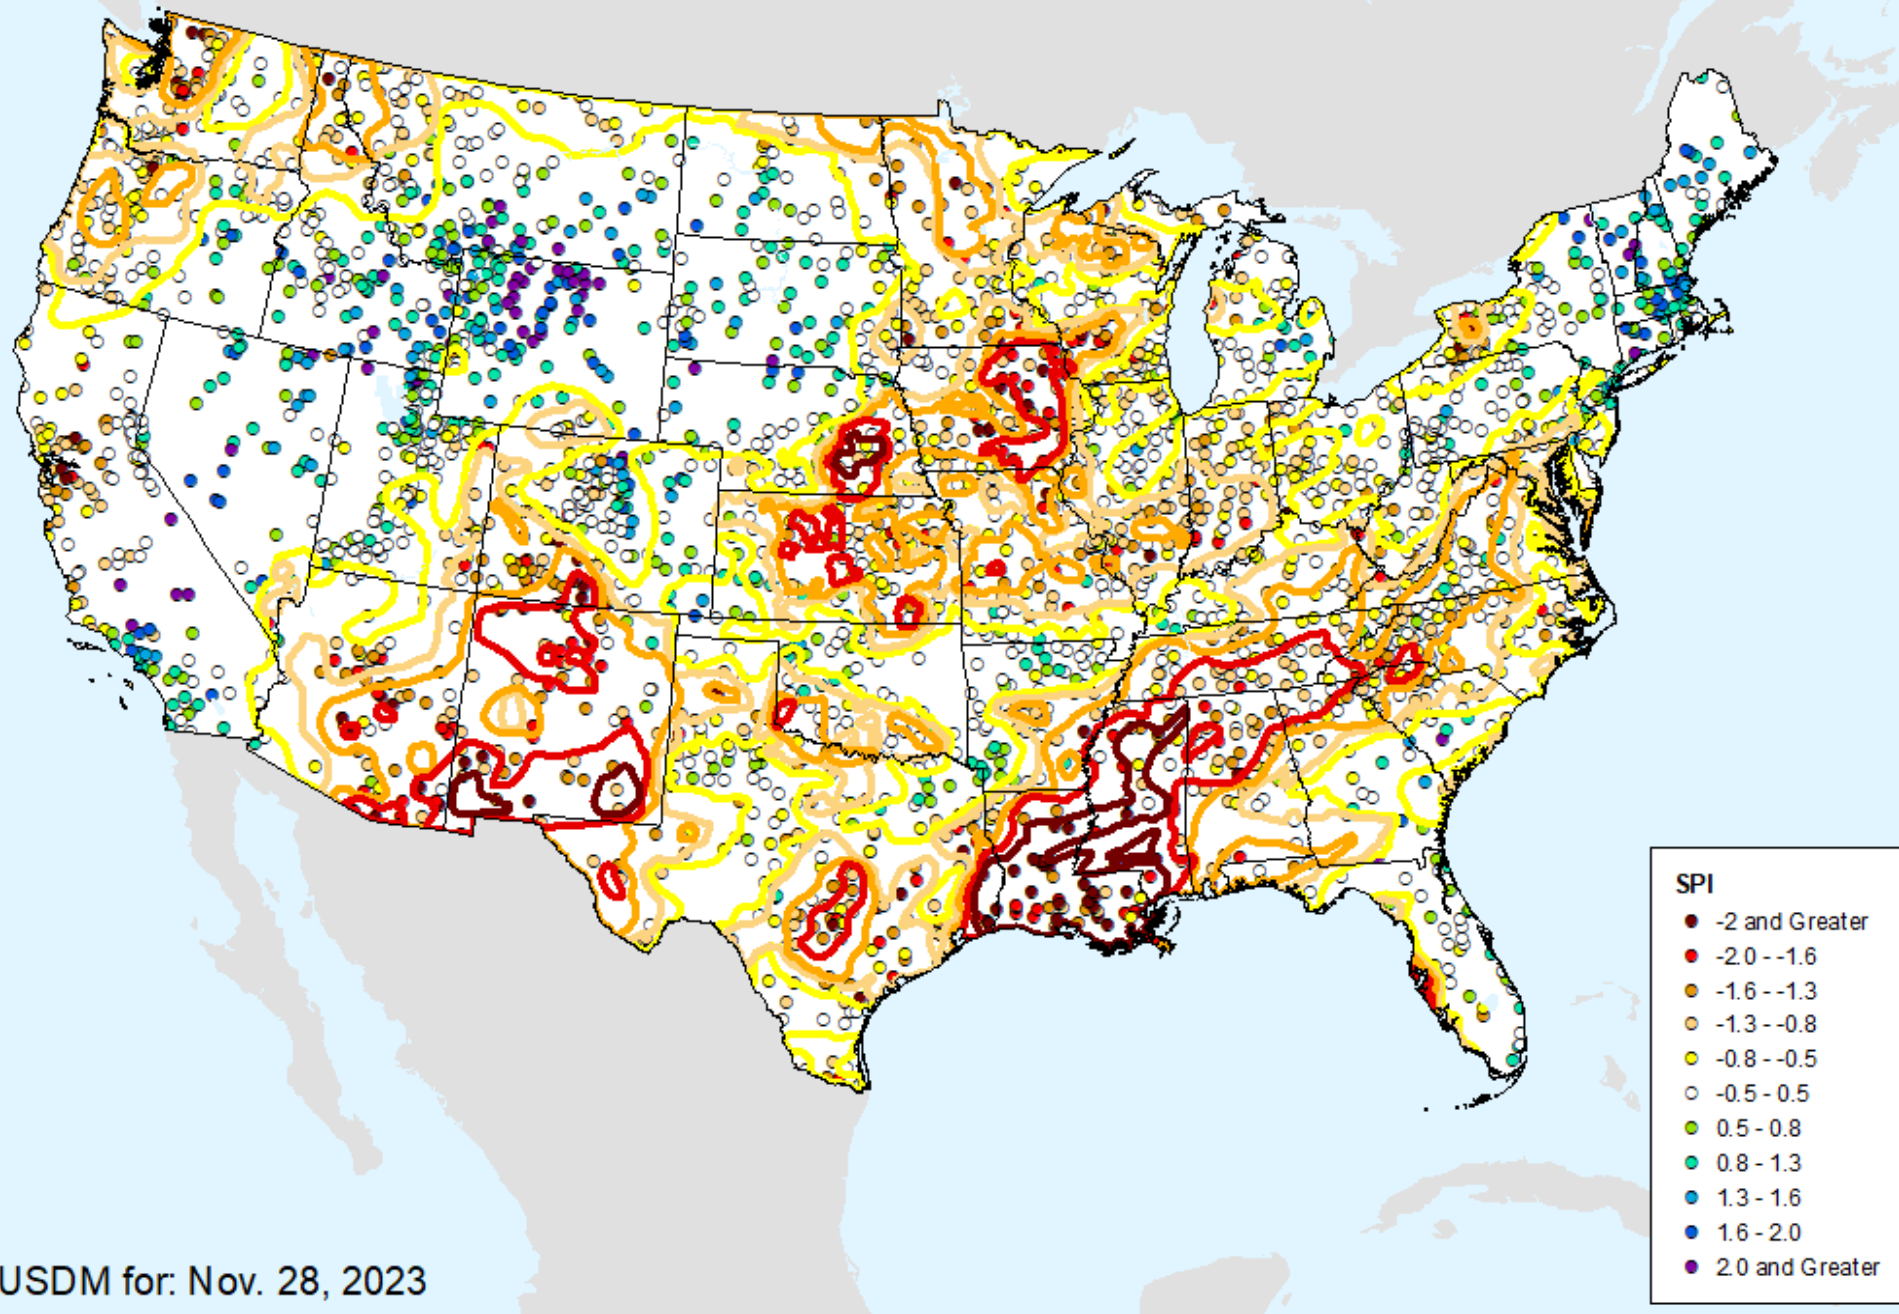 SPI
-2 and Greater
-2.0 - -1.6
-1.6 - -1.3
-1.3 - -0.8
-0.8 - -0.5
-0.5 - 0.5
0.5 - 0.8
0.8 - 1.3
1.3 - 1.6
1.6 - 2.0
2.0 and Greater
USDM for: Nov. 28, 2023